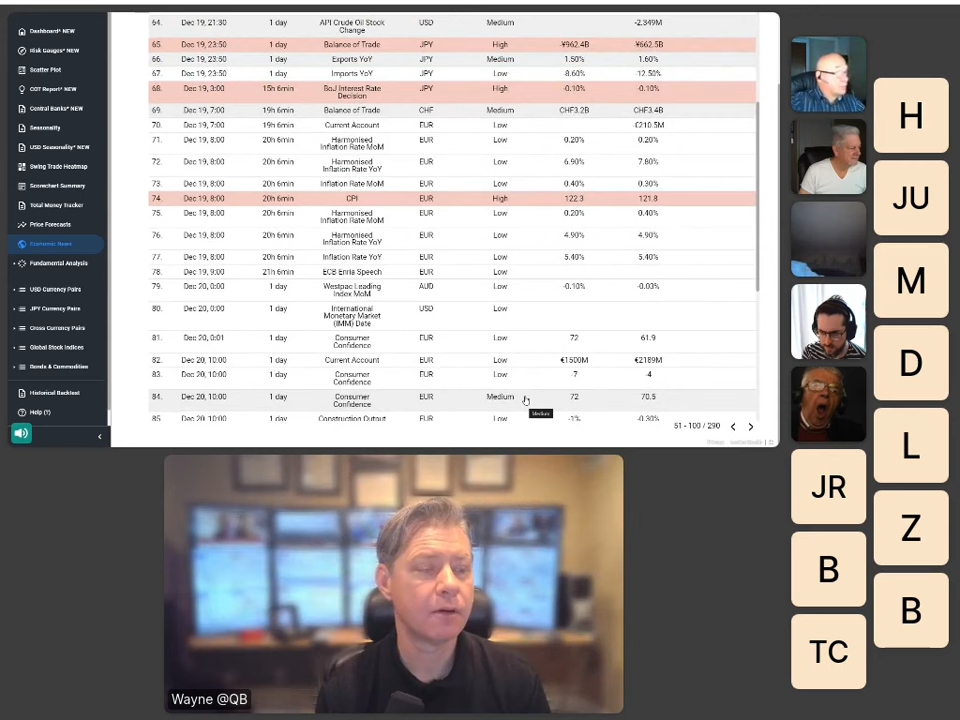 Dashboard* NEW
Risk Gauges* NEW
Scatter Plot
COT Report* NEW
Central Banks* NEW
Seasonality
USD Seasonality* NEW
Swing Trade Heatmap
Scorechart Summary
Total Money Tracker
Price Forecasts
Economic News
Fundamental Analysis
USD Currency Pairs
JPY Currency Pairs
Cross Currency Pairs
Global Stock Indices
Bonds & Commodities
Historical Backtest
Help (?)
64. Dec 19, 21:30 1 day API Crude Oil Stock Change USD Medium -2.349M
65. Dec 19, 23:50 1 day Balance of Trade JPY High -¥962.4B -¥662.5B
66. Dec 19, 23:50 1 day Exports YoY JPY Medium 1.50% 1.60%
67. Dec 19, 23:50 1 day Imports YoY JPY Low -8.60% -12.50%
68. Dec 19, 3:00 15h 6min BoJ Interest Rate Decision JPY High -0.10% -0.10%
69. Dec 19, 7:00 19h 6min Balance of Trade CHF Medium CHF3.2B CHF3.4B
70. Dec 19, 7:00 19h 6min Current Account EUR Low -€210.5M
71. Dec 19, 8:00 20h 6min Harmonised Inflation Rate MoM EUR Low 0.20% 0.20%
72. Dec 19, 8:00 20h 6min Harmonised Inflation Rate YoY EUR Low 6.90% 7.80%
73. Dec 19, 8:00 20h 6min Inflation Rate MoM EUR Low 0.40% 0.30%
74. Dec 19, 8:00 20h 6min CPI EUR High 122.3 121.8
75. Dec 19, 8:00 20h 6min Harmonised Inflation Rate MoM EUR Low 0.20% 0.40%
76. Dec 19, 8:00 20h 6min Harmonised Inflation Rate YoY EUR Low 4.90% 4.90%
77. Dec 19, 8:00 20h 6min Inflation Rate YoY EUR Low 5.40% 5.40%
78. Dec 19, 9:00 21h 6min ECB Enria Speech EUR Low
79. Dec 20, 0:00 1 day Westpac Leading Index MoM AUD Low -0.10% -0.03%
80. Dec 20, 0:00 1 day International Monetary Market (IMM) Date USD Low
81. Dec 20, 0:01 1 day Consumer Confidence EUR Low 72 61.9
82. Dec 20, 10:00 1 day Current Account EUR Low €1500M €2189M
83. Dec 20, 10:00 1 day Consumer Confidence EUR Low -7 -4
84. Dec 20, 10:00 1 day Consumer Confidence EUR Medium 72 70.5
85. Dec 20, 10:00 1 day Construction Output EUR Low -1% -0.30%
Medium
51 - 100 / 290
H
JU
M
D
L
JR
Z
B
B
TC
Wayne @QB